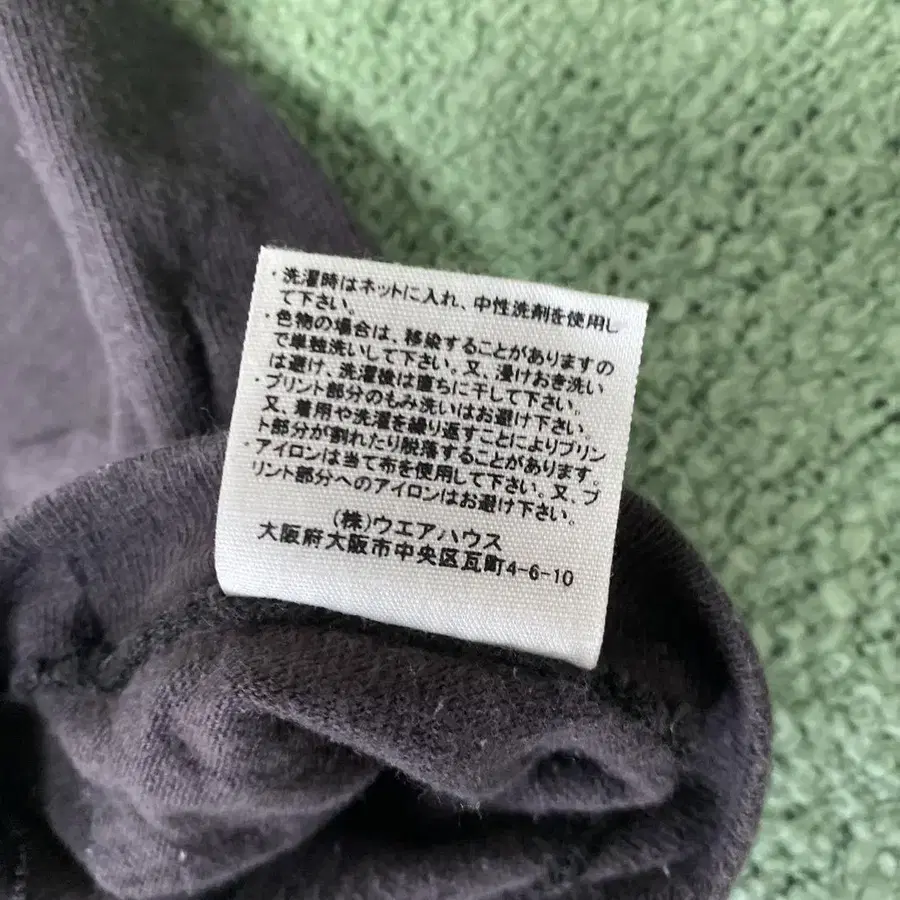 ・洗濯時はネットに入れ、中性洗剤を使用し
て下さい。
・色物の場合は、移染することがありますの
で単独洗いして下さい。又、浸けおき洗い
は避け、洗濯後は直ちに干して下さい。
・プリント部分のもみ洗いはお避け下さい。
又、着用や洗濯を繰り返すことによりプリン
ト部分が割れたり脱落することがあります。
・アイロンは当て布を使用して下さい。又、プ
リント部分へのアイロンはお避け下さい。
(株)ウエアハウス
大阪府大阪市中央区瓦町4-6-10